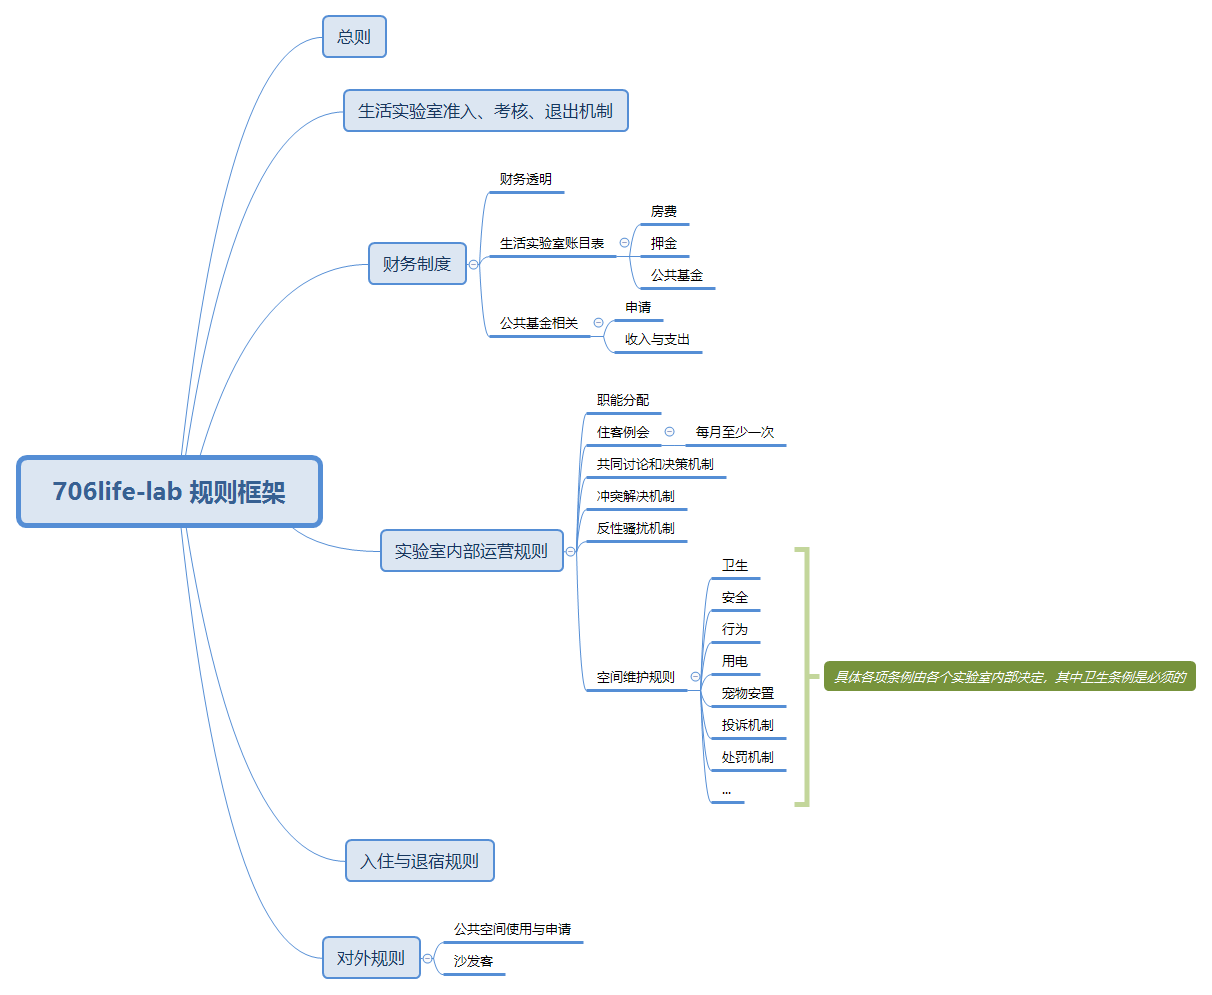 总则
生活实验室准入、考核、退出机制
财务透明
房费
生活实验室账目表
押金
财务制度
公共基金
申请
公共基金相关
收入与支出
职能分配
住客例会
每月至少一次
共同讨论和决策机制
706life-lab 规则框架
冲突解决机制
反性骚扰机制
实验室内部运营规则
卫生
安全
行为
用电
空间维护规则
具体各项条例由各个实验室内部决定，其中卫生条例是必须的
宠物安置
投诉机制
处罚机制
...
入住与退宿规则
公共空间使用与申请
对外规则
沙发客